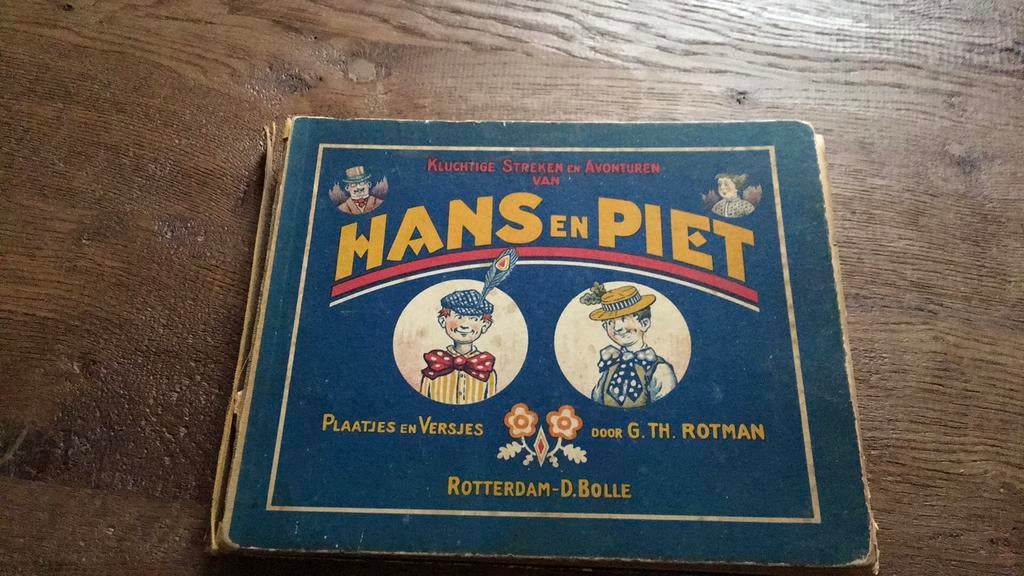 KLUCHTIGE STREKEN EN AVONTUREN
VAN
HANS EN PIET
PLAATJES EN VERSJES DOOR G. TH. ROTMAN
ROTTERDAM-D. BOLLE